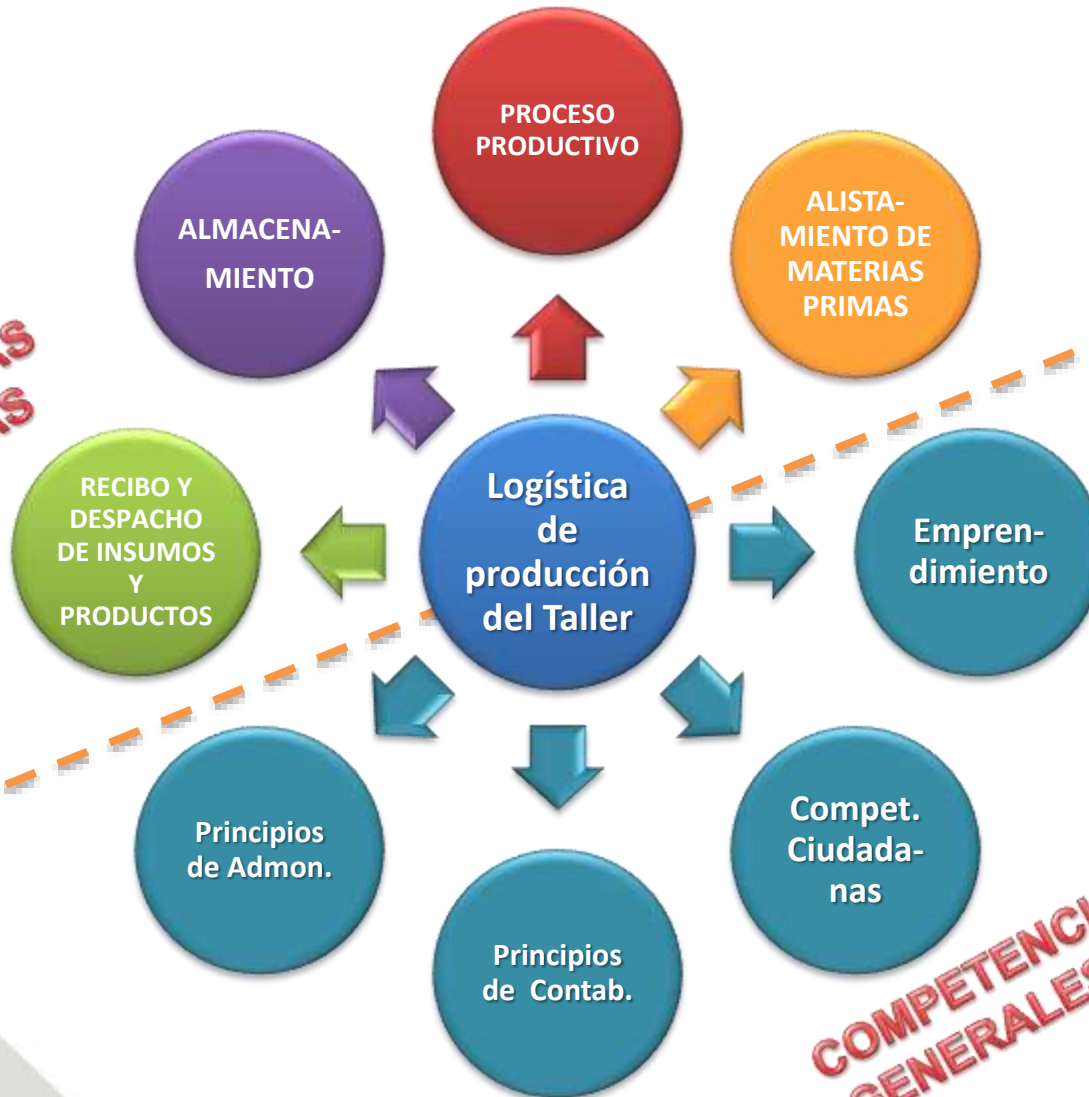 PROCESO
PRODUCTIVO
ALISTA-
MIENTO DE
MATERIAS
PRIMAS
ALMACENA-
MIENTO
RECIBO Y
DESPACHO
DE INSUMOS
Y
PRODUCTOS
Logística
de
producción
del Taller
Empren-
dimiento
Compet.
Ciudada-
nas
Principios
de Contab.
Principios
de Admon.
GENERALES